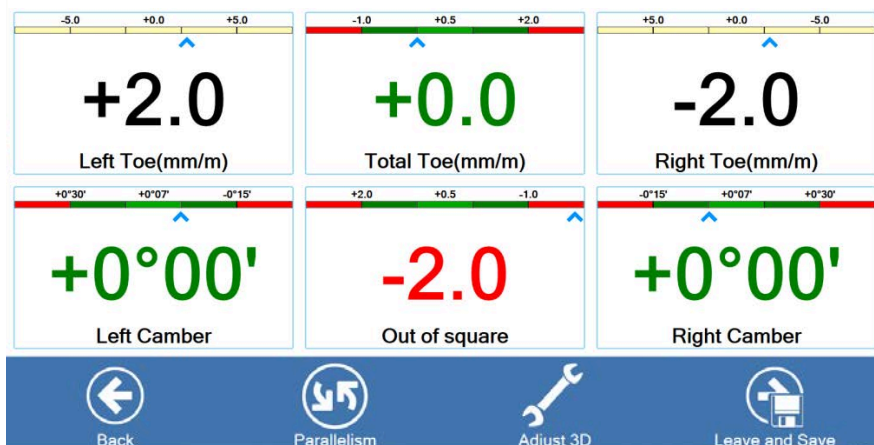 -5.0 +0.0 +5.0
+2.0
Left Toe(mm/m)
-1.0 +0.5 +2.0
+0.0
Total Toe(mm/m)
+5.0 +0.0 -5.0
-2.0
Right Toe(mm/m)
+0°30' +0°07' -0°15'
+0°00'
Left Camber
+2.0 +0.5 -1.0
-2.0
Out of square
-0°15' +0°07' +0°30'
+0°00'
Right Camber
Back
Parallelism
Adjust 3D
Leave and Save